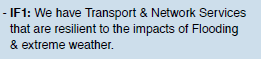 - IF1: We have Transport & Network Services
that are resilient to the impacts of Flooding
& extreme weather.